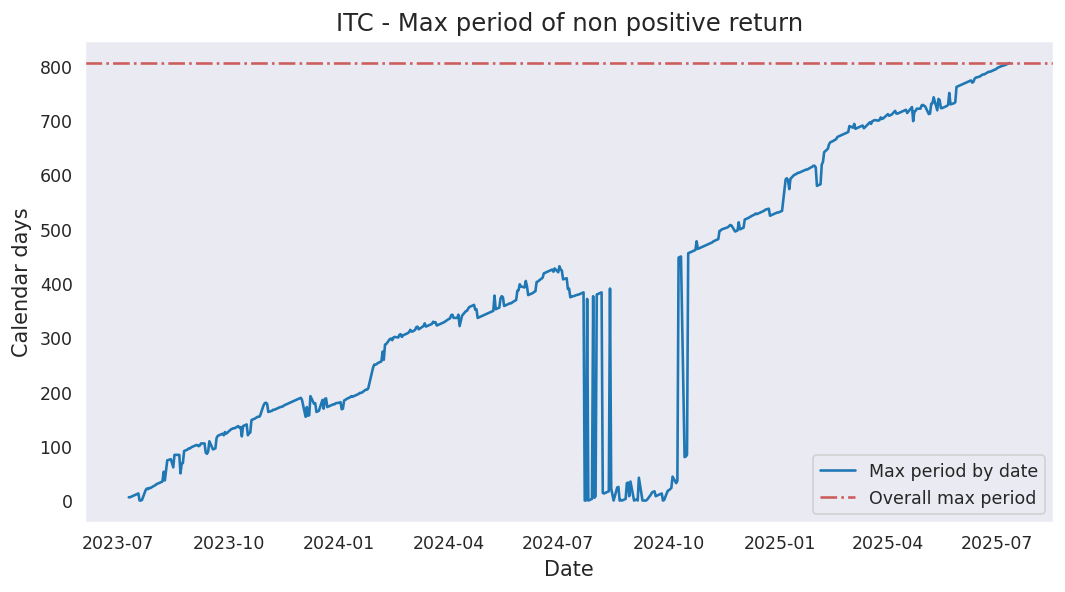 ITC - Max period of non positive return
Calendar days
800
700
600
500
400
300
200
100
0
2023-07 2023-10 2024-01 2024-04 2024-07 2024-10 2025-01 2025-04 2025-07
Date
Max period by date
Overall max period